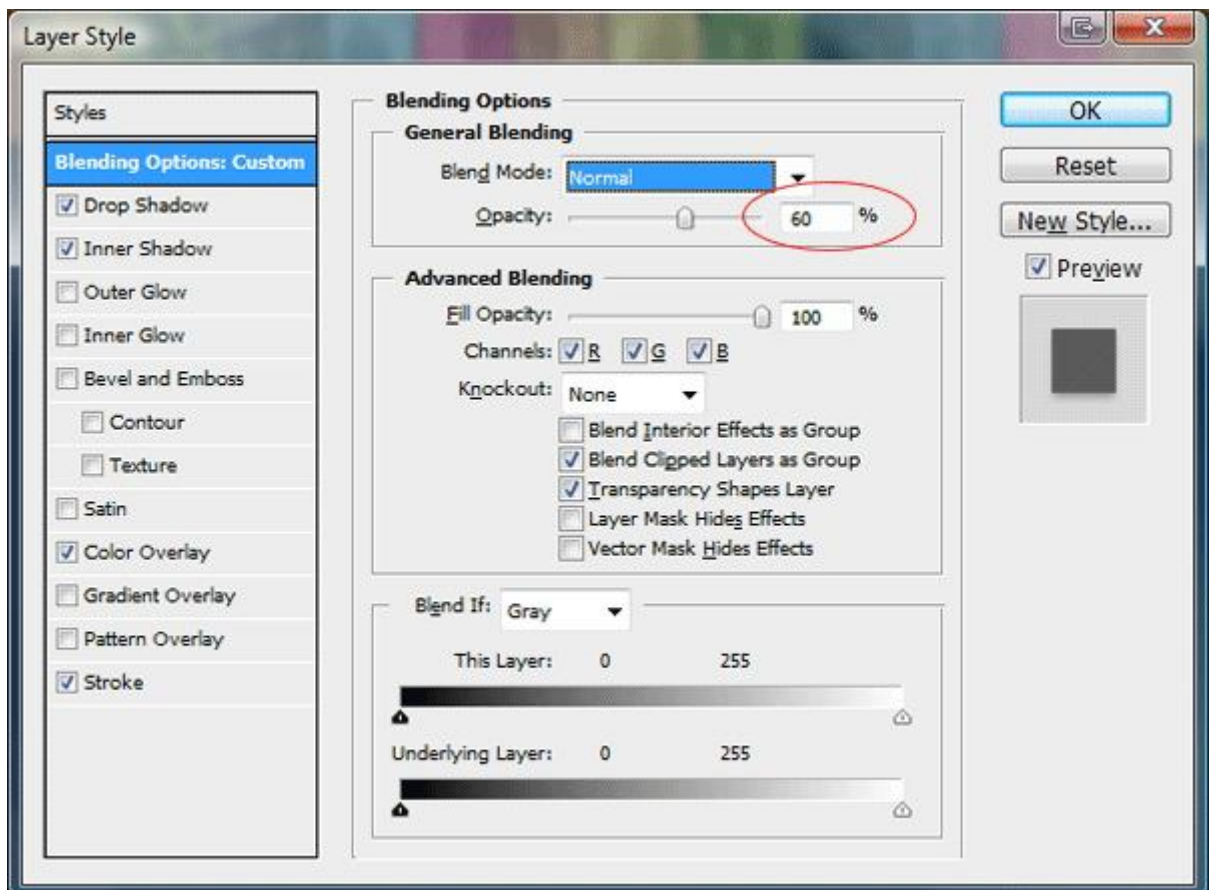 Layer Style
Styles
Blending Options: Custom
Drop Shadow
Inner Shadow
Outer Glow
Inner Glow
Bevel and Emboss
Contour
Texture
Satin
Color Overlay
Gradient Overlay
Pattern Overlay
Stroke
Blending Options
General Blending
Blend Mode: Normal
Opacity: 60 %
Advanced Blending
Fill Opacity: 100 %
Channels: R G B
Knockout: None
Blend Interior Effects as Group
Blend Clipped Layers as Group
Transparency Shapes Layer
Layer Mask Hides Effects
Vector Mask Hides Effects
Blend If: Gray
This Layer: 0 255
Underlying Layer: 0 255
OK
Reset
New Style...
Preview